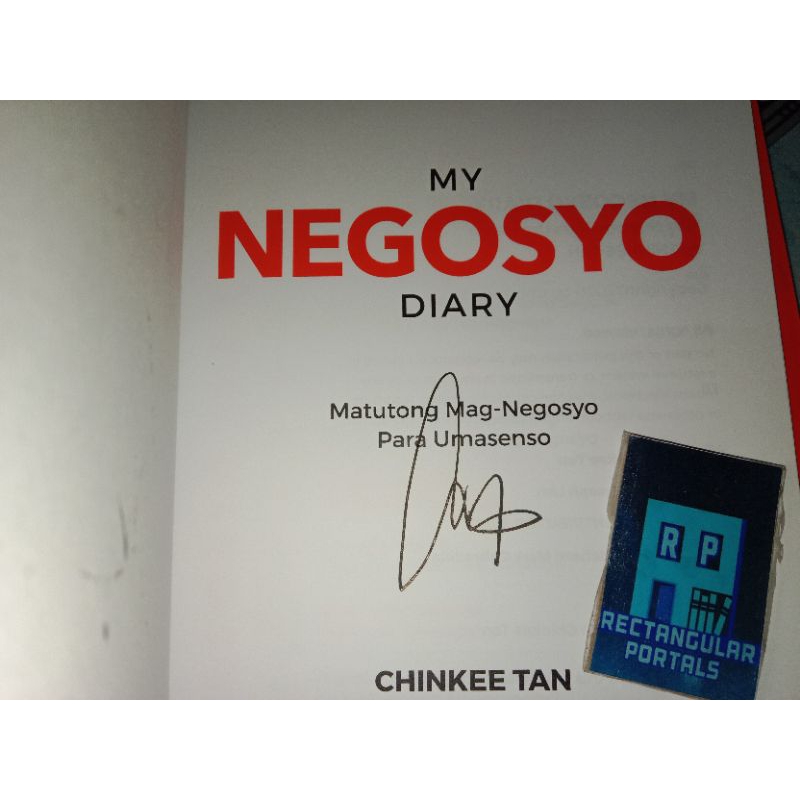 MY
NEGOSYO
DIARY
Matutong Mag-Negosyo
Para Umasenso
CHINKEE TAN
R P
RECTANGULAR
PORTALS